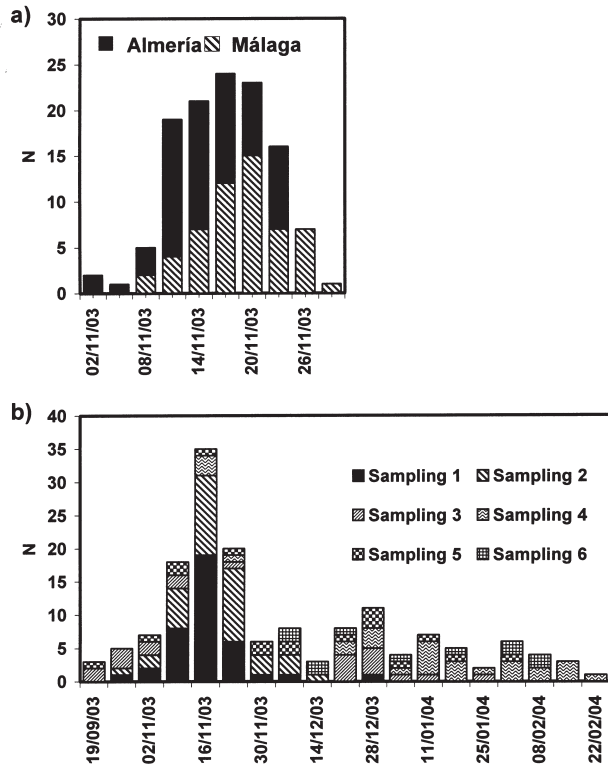 a)
30
25
20
15
10
5
0
N
Almería Málaga
02/11/03 08/11/03 14/11/03 20/11/03 26/11/03
b)
40
35
30
25
20
15
10
5
0
N
Sampling 1 Sampling 2
Sampling 3 Sampling 4
Sampling 5 Sampling 6
19/09/03 02/11/03 16/11/03 30/11/03 14/12/03 28/12/03 11/01/04 25/01/04 08/02/04 22/02/04